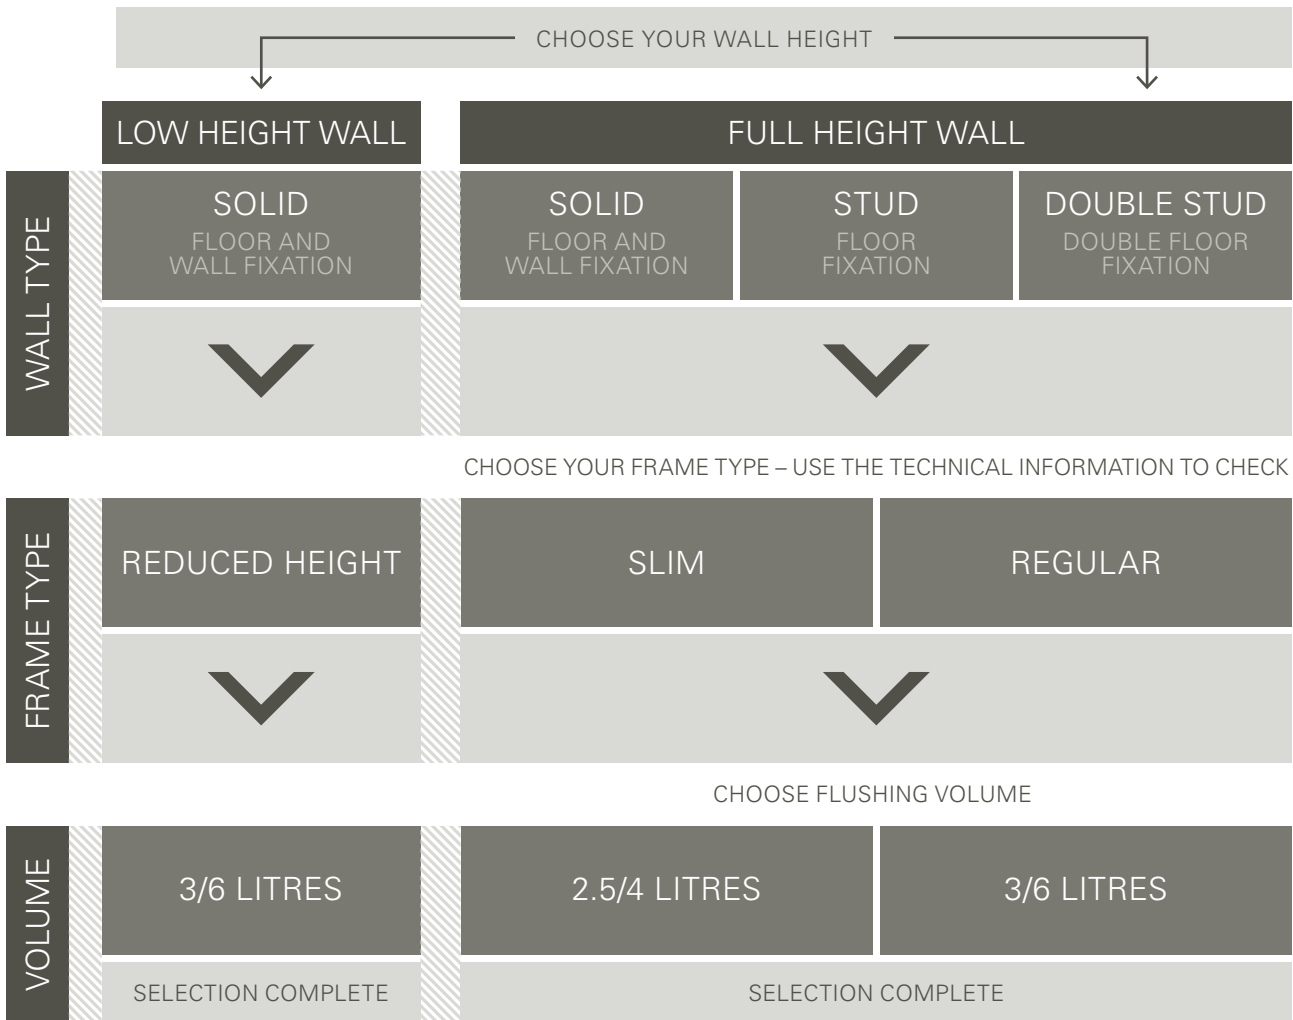 CHOOSE YOUR WALL HEIGHT
LOW HEIGHT WALL
FULL HEIGHT WALL
WALL TYPE
SOLID
FLOOR AND
WALL FIXATION
SOLID
FLOOR AND
WALL FIXATION
STUD
FLOOR
FIXATION
DOUBLE STUD
DOUBLE FLOOR
FIXATION
CHOOSE YOUR FRAME TYPE – USE THE TECHNICAL INFORMATION TO CHECK
FRAME TYPE
REDUCED HEIGHT
SLIM
REGULAR
CHOOSE FLUSHING VOLUME
VOLUME
3/6 LITRES
2.5/4 LITRES
3/6 LITRES
SELECTION COMPLETE
SELECTION COMPLETE